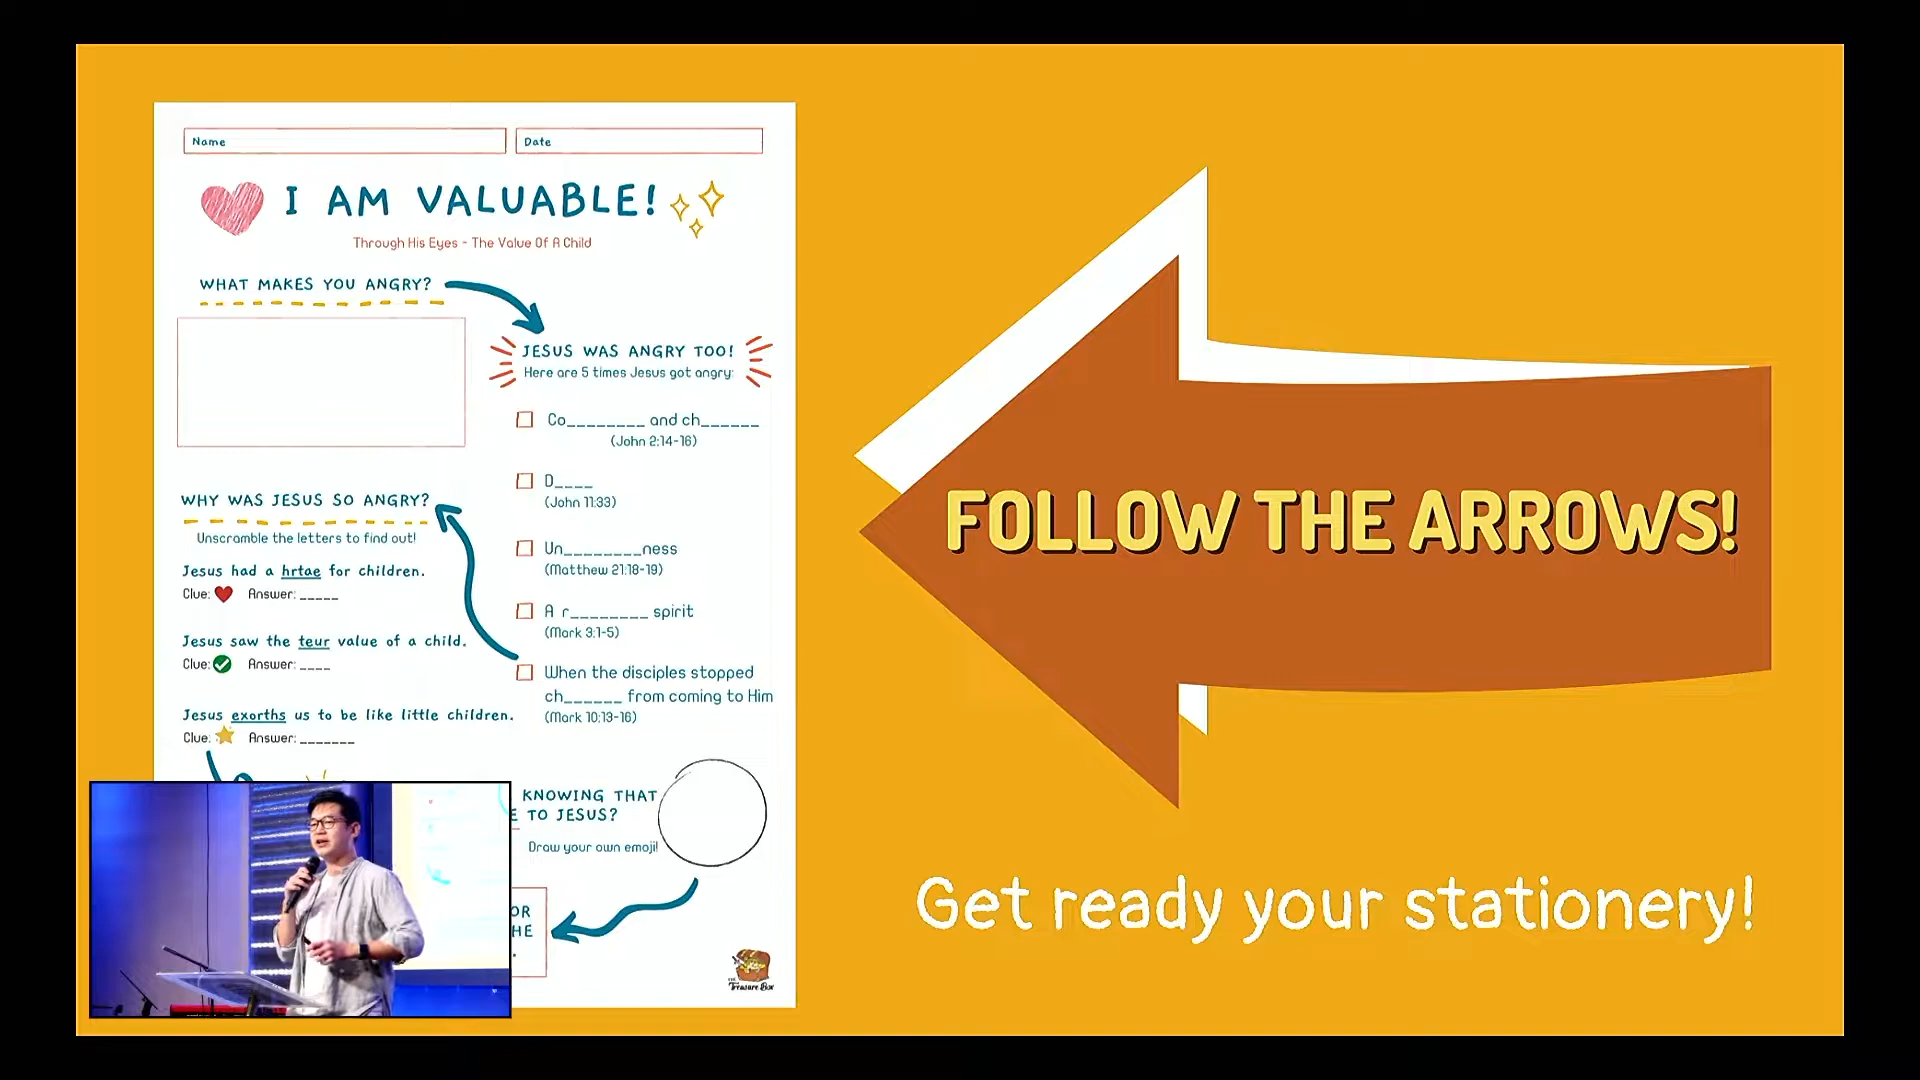 Name
Date
I AM VALUABLE!
Through His Eyes - The Value Of A Child
WHAT MAKES YOU ANGRY?
JESUS WAS ANGRY TOO!
Here are 5 times Jesus got angry:
Co________ and ch______
(John 2:14-16)
D____
(John 11:33)
Un________ness
(Matthew 21:18-19)
A r________ spirit
(Mark 3:1-5)
When the disciples stopped
ch______ from coming to Him
(Mark 10:13-16)
WHY WAS JESUS SO ANGRY?
Unscramble the letters to find out!
Jesus had a hrtae for children.
Clue: Answer: _____
Jesus saw the teur value of a child.
Clue: Answer: ____
Jesus exorths us to be like little children.
Clue: Answer: _______
KNOWING THAT
E TO JESUS?
Draw your own emoji!
OR
HE
.
Treasure Box
FOLLOW THE ARROWS!
Get ready your stationery!